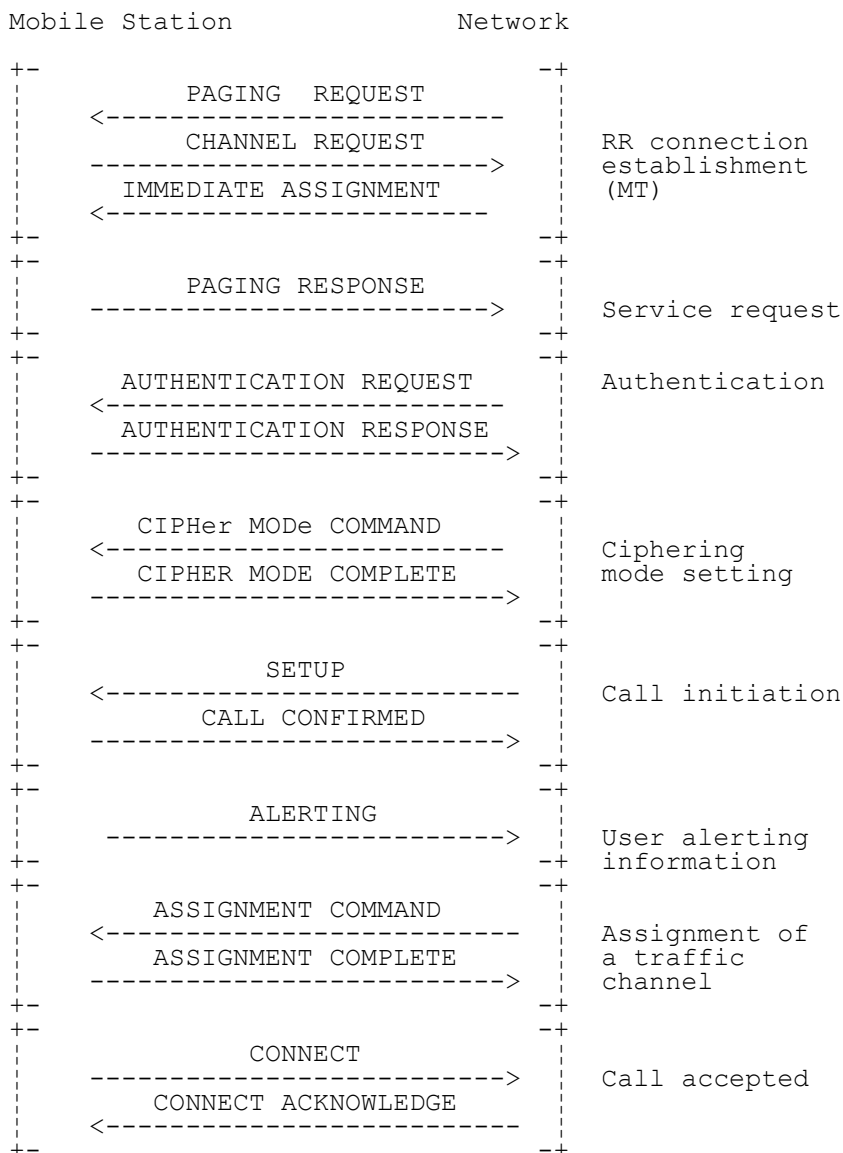 Mobile Station Network
PAGING REQUEST
CHANNEL REQUEST
RR connection
establishment
IMMEDIATE ASSIGNMENT
(MT)
PAGING RESPONSE
Service request
AUTHENTICATION REQUEST
Authentication
AUTHENTICATION RESPONSE
CIPHer MODe COMMAND
Ciphering
CIPHER MODE COMPLETE
mode setting
SETUP
Call initiation
CALL CONFIRMED
ALERTING
User alerting
information
ASSIGNMENT COMMAND
Assignment of
ASSIGNMENT COMPLETE
a traffic
channel
CONNECT
Call accepted
CONNECT ACKNOWLEDGE